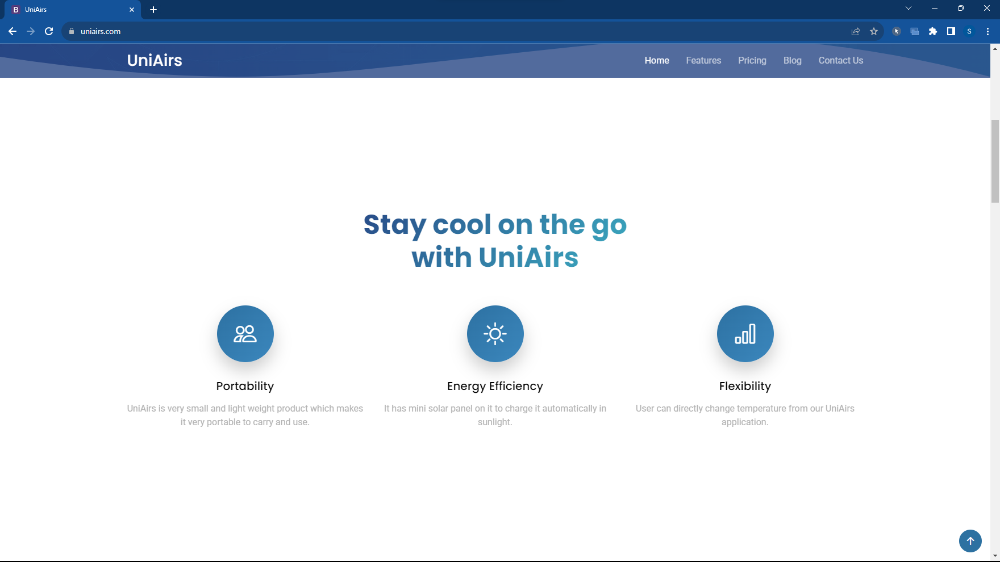 B UniAirs
uniairs.com
S
UniAirs
Home Features Pricing Blog Contact Us
Stay cool on the go
with UniAirs
Portability
UniAirs is very small and light weight product which makes
it very portable to carry and use.
Energy Efficiency
It has mini solar panel on it to charge it automatically in
sunlight.
Flexibility
User can directly change temperature from our UniAirs
application.